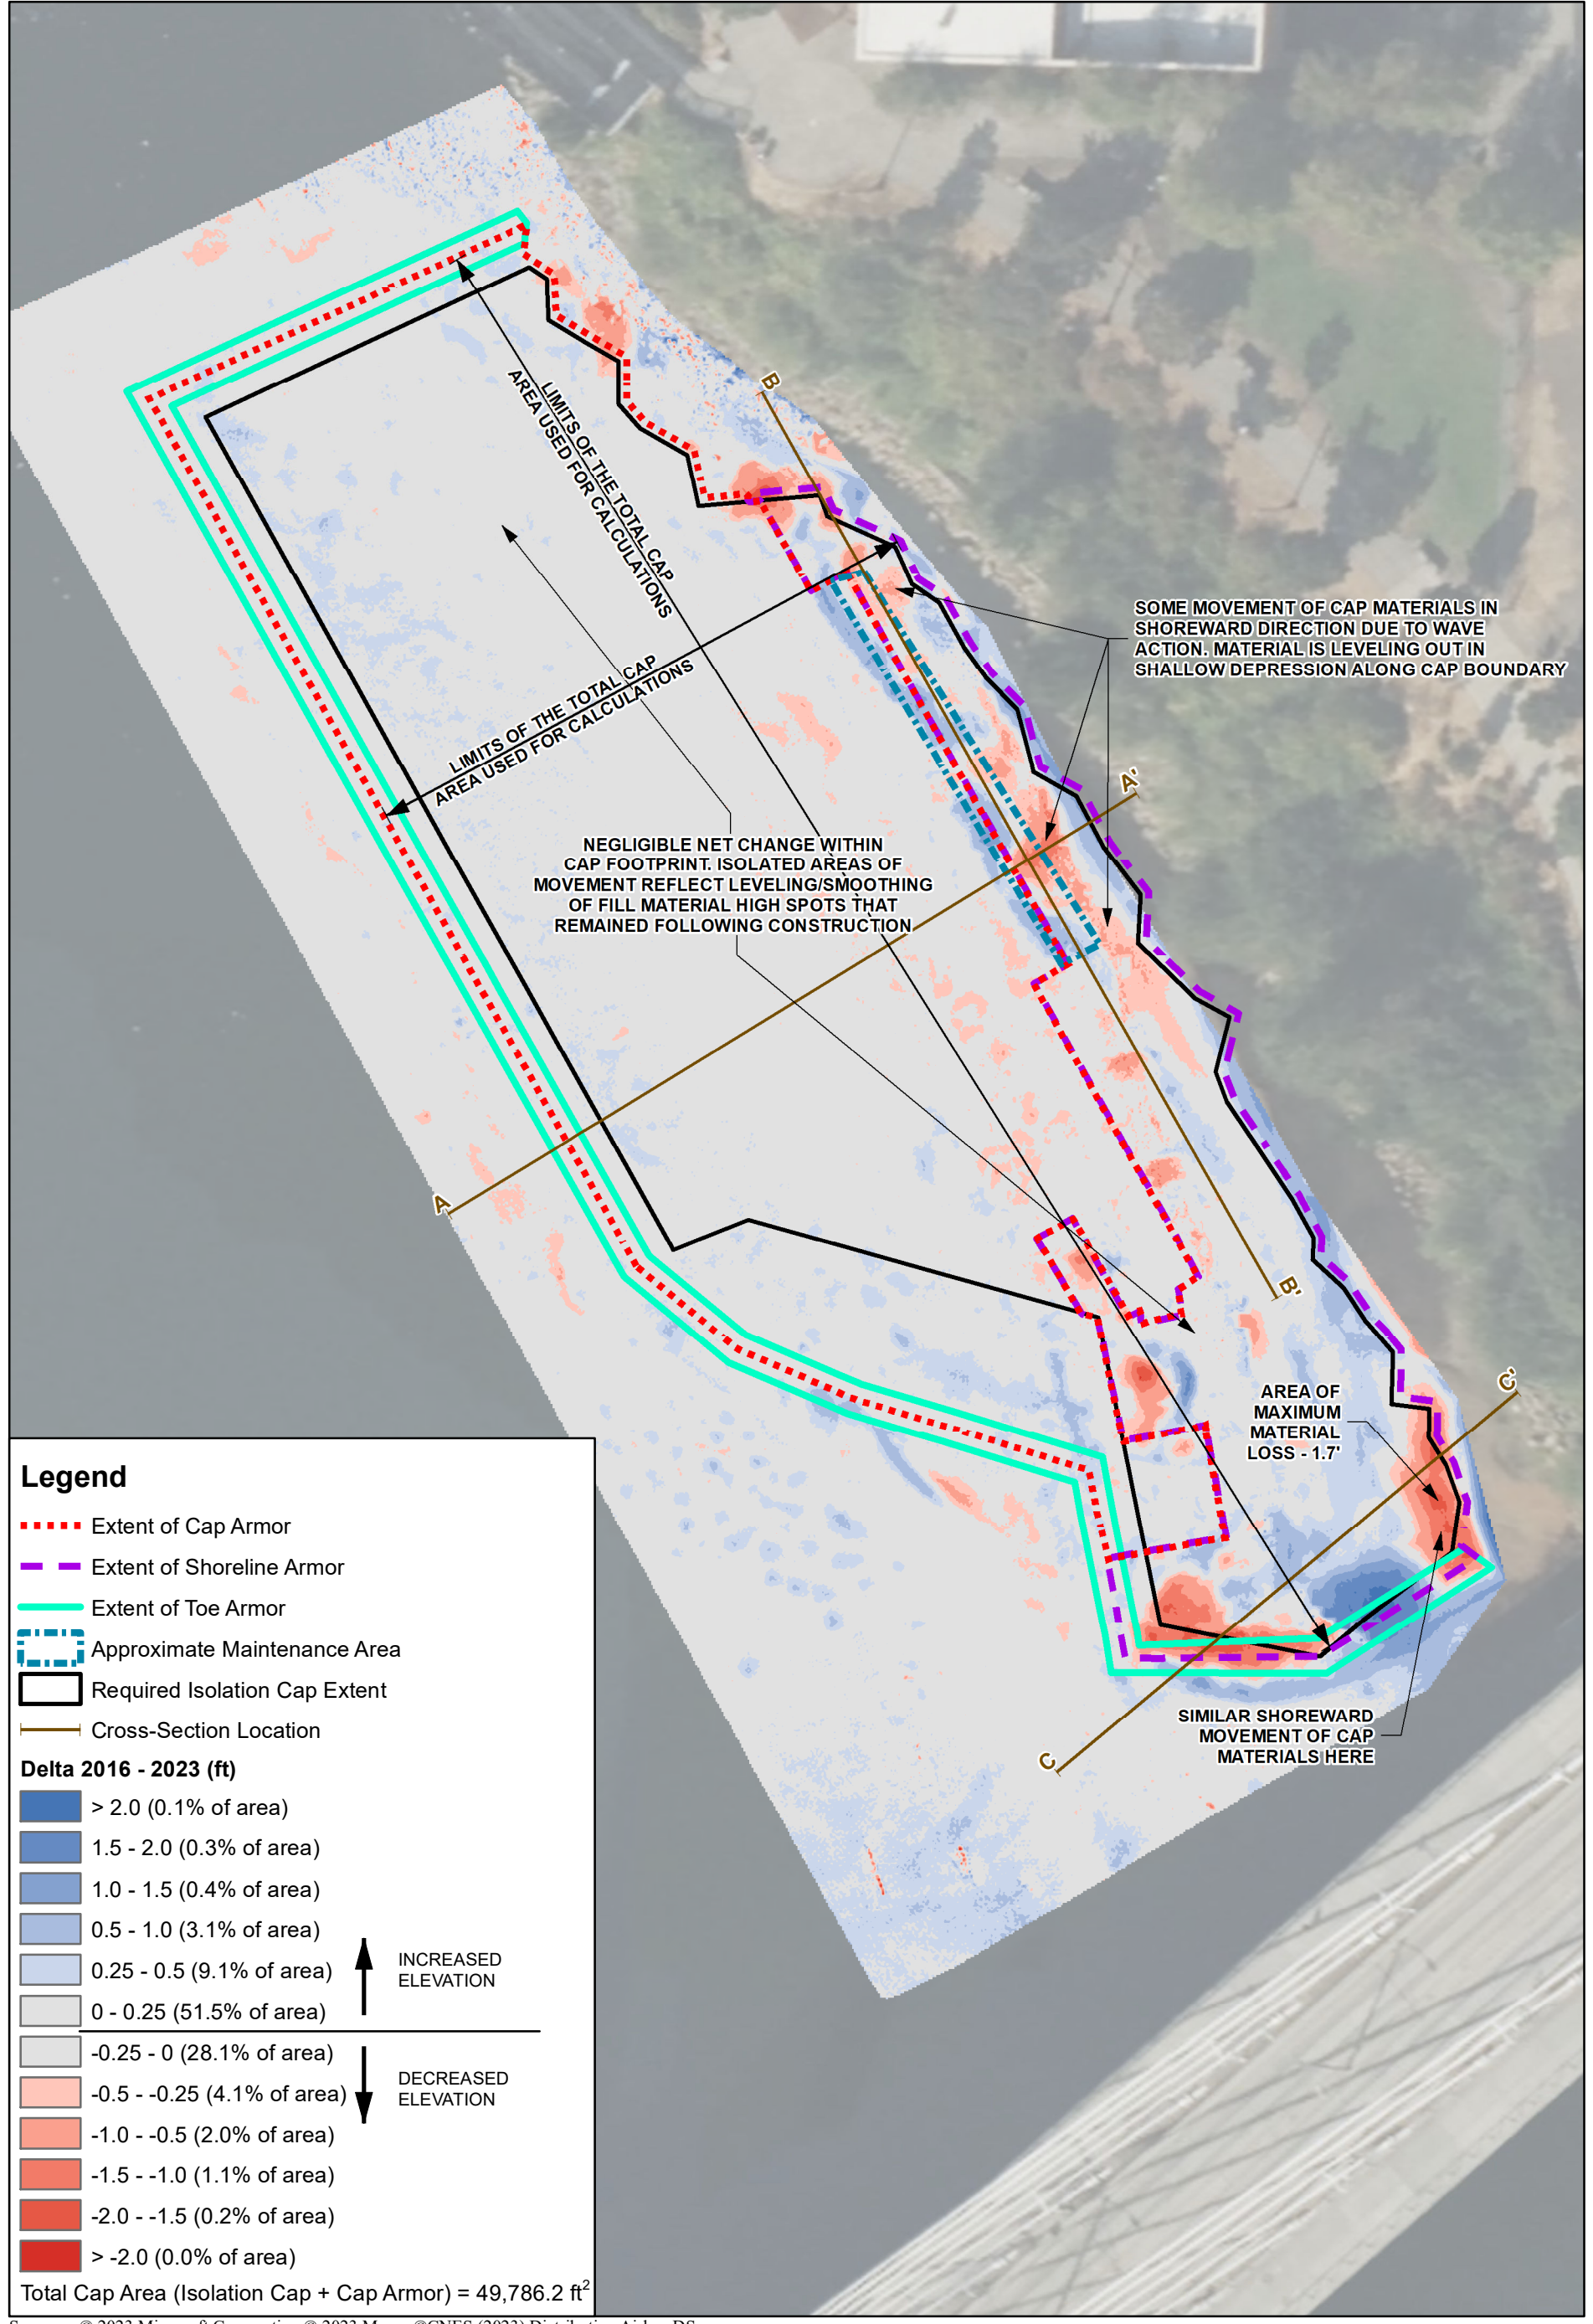 B
LIMITS OF THE TOTAL CAP
AREA USED FOR CALCULATIONS
SOME MOVEMENT OF CAP MATERIALS IN
SHOREWARD DIRECTION DUE TO WAVE
ACTION. MATERIAL IS LEVELING OUT IN
SHALLOW DEPRESSION ALONG CAP BOUNDARY
LIMITS OF THE TOTAL CAP
AREA USED FOR CALCULATIONS
A'
NEGLIGIBLE NET CHANGE WITHIN
CAP FOOTPRINT. ISOLATED AREAS OF
MOVEMENT REFLECT LEVELING/SMOOTHING
OF FILL MATERIAL HIGH SPOTS THAT
REMAINED FOLLOWING CONSTRUCTION
A
B'
C'
AREA OF
MAXIMUM
MATERIAL
LOSS - 1.7'
SIMILAR SHOREWARD
MOVEMENT OF CAP
MATERIALS HERE
C
Legend
Extent of Cap Armor
Extent of Shoreline Armor
Extent of Toe Armor
Approximate Maintenance Area
Required Isolation Cap Extent
Cross-Section Location
Delta 2016 - 2023 (ft)
> 2.0 (0.1% of area)
1.5 - 2.0 (0.3% of area)
1.0 - 1.5 (0.4% of area)
0.5 - 1.0 (3.1% of area)
0.25 - 0.5 (9.1% of area)
INCREASED
ELEVATION
0 - 0.25 (51.5% of area)
-0.25 - 0 (28.1% of area)
DECREASED
ELEVATION
-0.5 - -0.25 (4.1% of area)
-1.0 - -0.5 (2.0% of area)
-1.5 - -1.0 (1.1% of area)
-2.0 - -1.5 (0.2% of area)
> -2.0 (0.0% of area)
Total Cap Area (Isolation Cap + Cap Armor) = 49,786.2 ft²